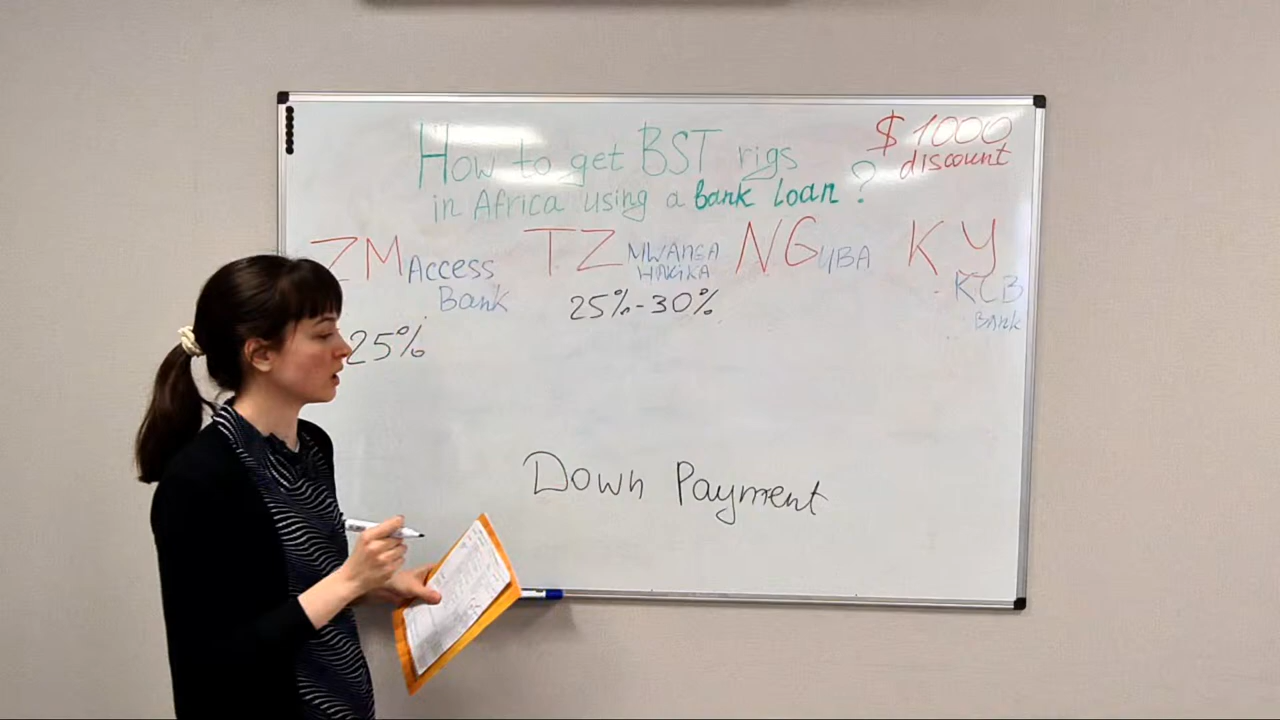 How to get BST rigs
in Africa using a bank loan ?
$ 1000
discount
ZM Access
Bank
25%
TZ MWANGA
HAKIKA
25%-30%
NG UBA
KY
KCB
BANK
Down Payment